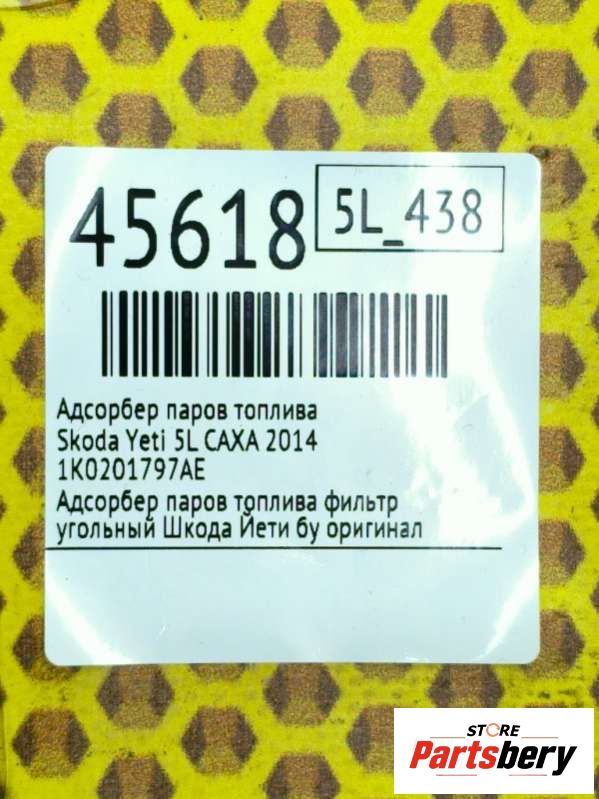 45618
5L_438
Адсорбер паров топлива
Skoda Yeti 5L CAXA 2014
1K0201797AE
Адсорбер паров топлива фильтр
угольный Шкода Йети бу оригинал
STORE
Partsbery